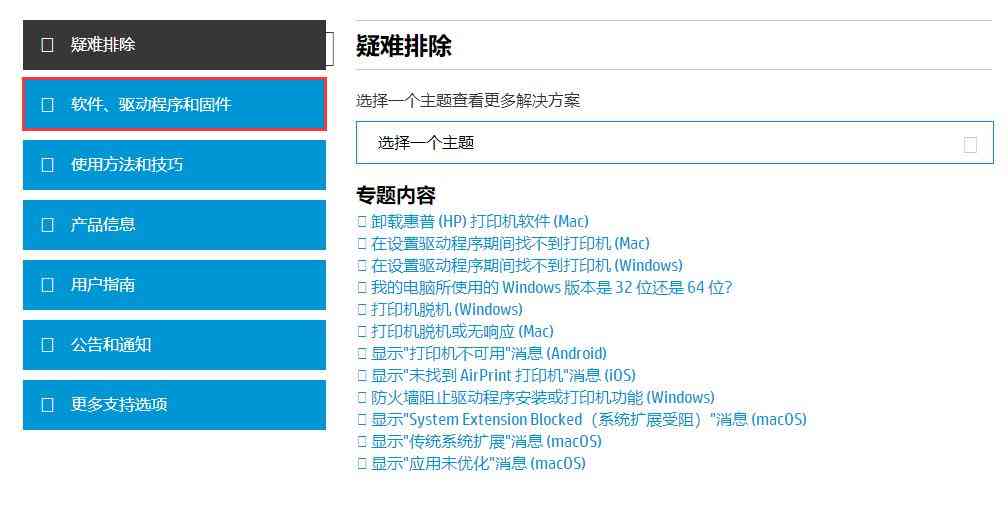 疑难排除
软件、驱动程序和固件
使用方法和技巧
产品信息
用户指南
公告和通知
更多支持选项
疑难排除
选择一个主题查看更多解决方案
选择一个主题
专题内容
卸载惠普 (HP) 打印机软件 (Mac)
在设置驱动程序期间找不到打印机 (Mac)
在设置驱动程序期间找不到打印机 (Windows)
我的电脑所使用的 Windows 版本是 32 位还是 64 位?
打印机脱机 (Windows)
打印机脱机或无响应 (Mac)
显示"打印机不可用"消息 (Android)
显示"未找到 AirPrint 打印机"消息 (iOS)
防火墙阻止驱动程序安装或打印机功能 (Windows)
显示"System Extension Blocked（系统扩展受阻）"消息 (macOS)
显示"传统系统扩展"消息 (macOS)
显示"应用未优化"消息 (macOS)